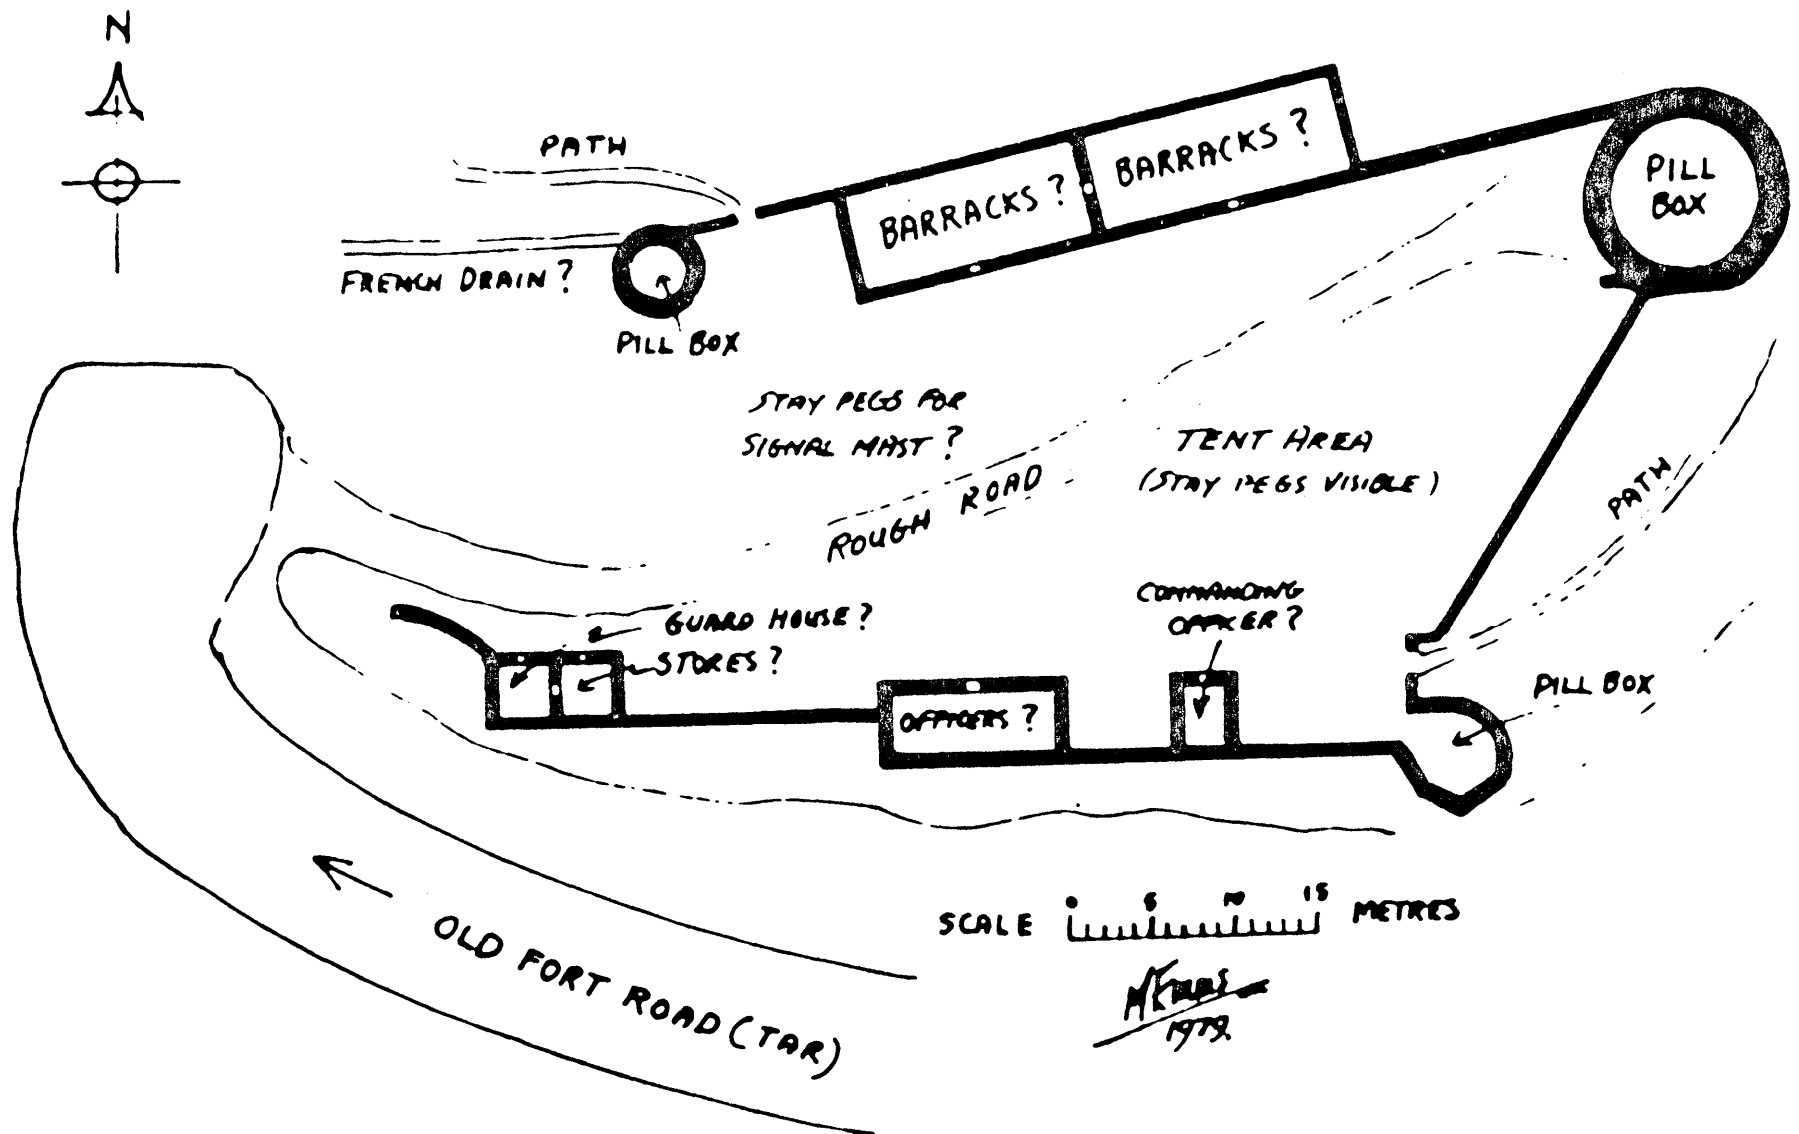 N
PATH
BARRACKS ?
BARRACKS ?
PILL
BOX
FRENCH DRAIN ?
PILL BOX
STAY PEGS FOR
SIGNAL MAST ?
TENT AREA
(STAY PEGS VISIBLE)
ROUGH ROAD
PATH
COMMANDING
OFFICER ?
GUARD HOUSE ?
STORES ?
OFFICERS ?
PILL BOX
SCALE 0 5 10 15 METRES
1979
OLD FORT ROAD (TAR)